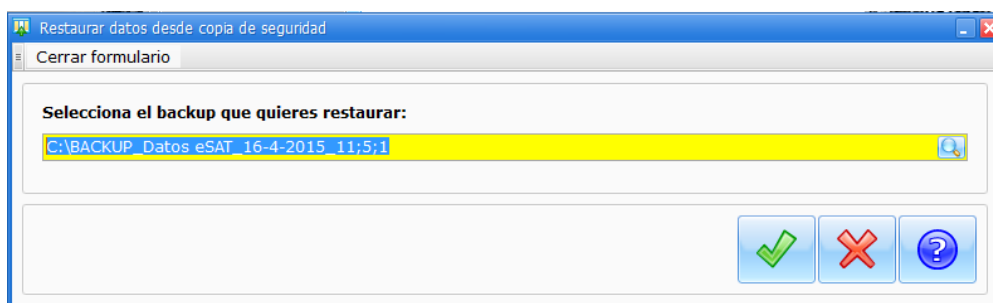 Restaurar datos desde copia de seguridad
Cerrar formulario
Selecciona el backup que quieres restaurar:
C:\BACKUP_Datos eSAT_16-4-2015_11;5;1